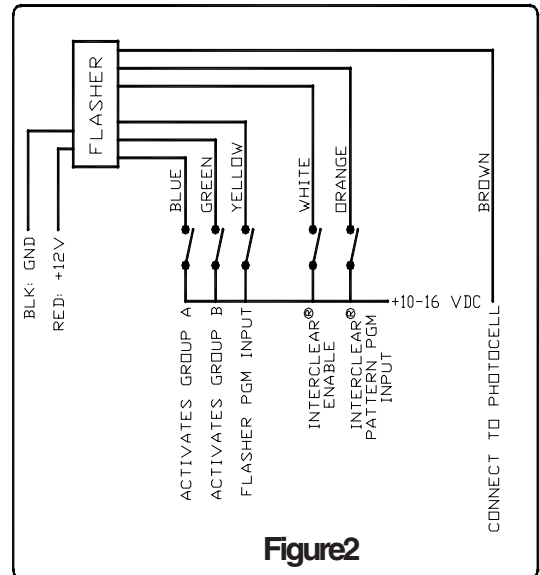 FLASHER
BLK: GND
RED: +12V
BLUE
GREEN
YELLOW
WHITE
ORANGE
BROWN
+10-16 VDC
ACTIVATES GROUP A
ACTIVATES GROUP B
FLASHER PGM INPUT
INTERCLEAR®
ENABLE
INTERCLEAR®
PATTERN PGM
INPUT
CONNECT TO PHOTOCELL
Figure2